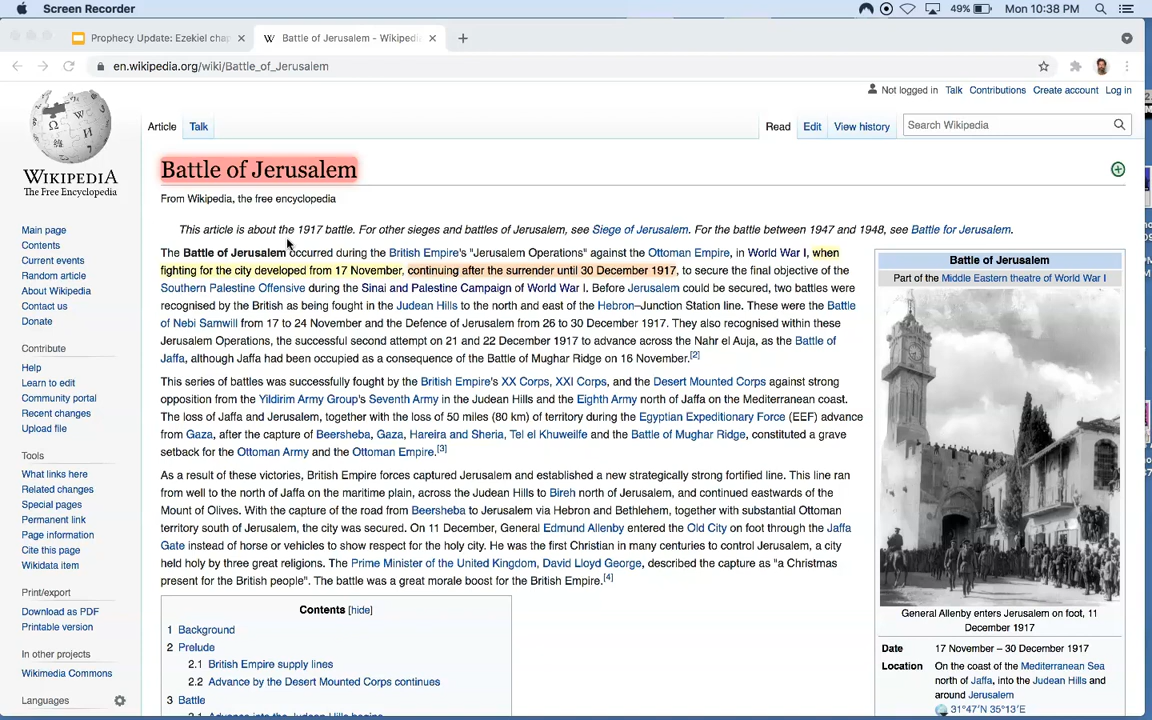 Screen Recorder
49%
Mon 10:38 PM
Prophecy Update: Ezekiel chap
W
Battle of Jerusalem - Wikipedi
en.wikipedia.org/wiki/Battle_of_Jerusalem
Not logged in Talk Contributions Create account Log in
Article Talk
Read Edit View history
Search Wikipedia
WIKIPEDIA
The Free Encyclopedia
Main page
Contents
Current events
Random article
About Wikipedia
Contact us
Donate
Contribute
Help
Learn to edit
Community portal
Recent changes
Upload file
Tools
What links here
Related changes
Special pages
Permanent link
Page information
Cite this page
Wikidata item
Print/export
Download as PDF
Printable version
In other projects
Wikimedia Commons
Languages
Battle of Jerusalem
From Wikipedia, the free encyclopedia
This article is about the 1917 battle. For other sieges and battles of Jerusalem, see Siege of Jerusalem. For the battle between 1947 and 1948, see Battle for Jerusalem.
The Battle of Jerusalem occurred during the British Empire's "Jerusalem Operations" against the Ottoman Empire, in World War I, when
fighting for the city developed from 17 November, continuing after the surrender until 30 December 1917, to secure the final objective of the
Southern Palestine Offensive during the Sinai and Palestine Campaign of World War I. Before Jerusalem could be secured, two battles were
recognised by the British as being fought in the Judean Hills to the north and east of the Hebron–Junction Station line. These were the Battle
of Nebi Samwill from 17 to 24 November and the Defence of Jerusalem from 26 to 30 December 1917. They also recognised within these
Jerusalem Operations, the successful second attempt on 21 and 22 December 1917 to advance across the Nahr el Auja, as the Battle of
Jaffa, although Jaffa had been occupied as a consequence of the Battle of Mughar Ridge on 16 November.[2]
This series of battles was successfully fought by the British Empire's XX Corps, XXI Corps, and the Desert Mounted Corps against strong
opposition from the Yildirim Army Group's Seventh Army in the Judean Hills and the Eighth Army north of Jaffa on the Mediterranean coast.
The loss of Jaffa and Jerusalem, together with the loss of 50 miles (80 km) of territory during the Egyptian Expeditionary Force (EEF) advance
from Gaza, after the capture of Beersheba, Gaza, Hareira and Sheria, Tel el Khuweilfe and the Battle of Mughar Ridge, constituted a grave
setback for the Ottoman Army and the Ottoman Empire.[3]
As a result of these victories, British Empire forces captured Jerusalem and established a new strategically strong fortified line. This line ran
from well to the north of Jaffa on the maritime plain, across the Judean Hills to Bireh north of Jerusalem, and continued eastwards of the
Mount of Olives. With the capture of the road from Beersheba to Jerusalem via Hebron and Bethlehem, together with substantial Ottoman
territory south of Jerusalem, the city was secured. On 11 December, General Edmund Allenby entered the Old City on foot through the Jaffa
Gate instead of horse or vehicles to show respect for the holy city. He was the first Christian in many centuries to control Jerusalem, a city
held holy by three great religions. The Prime Minister of the United Kingdom, David Lloyd George, described the capture as "a Christmas
present for the British people". The battle was a great morale boost for the British Empire.[4]
Contents [hide]
1 Background
2 Prelude
2.1 British Empire supply lines
2.2 Advance by the Desert Mounted Corps continues
3 Battle
3.1 Advance into the Judean Hills begins
Battle of Jerusalem
Part of the Middle Eastern theatre of World War I
General Allenby enters Jerusalem on foot, 11
December 1917
Date 17 November – 30 December 1917
Location On the coast of the Mediterranean Sea
north of Jaffa, into the Judean Hills and
around Jerusalem
31°47′N 35°13′E